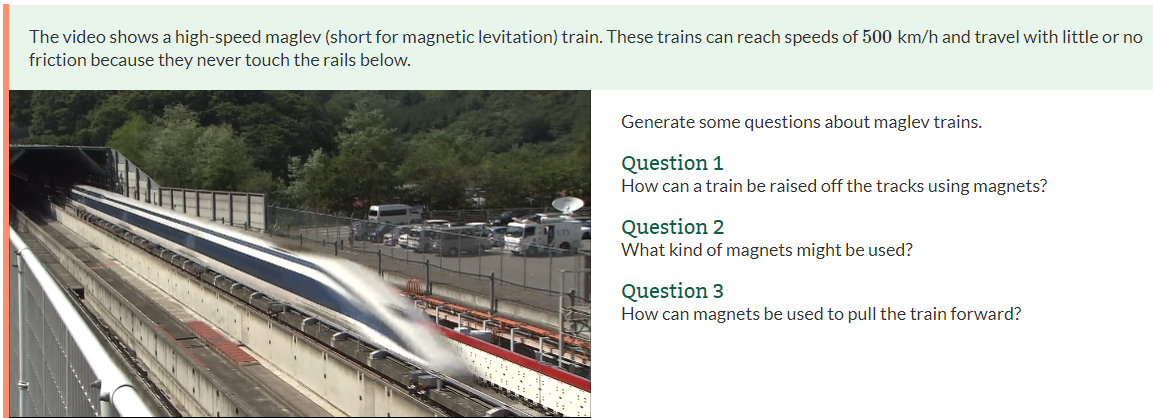 The video shows a high-speed maglev (short for magnetic levitation) train. These trains can reach speeds of 500 km/h and travel with little or no
friction because they never touch the rails below.
Generate some questions about maglev trains.
Question 1
How can a train be raised off the tracks using magnets?
Question 2
What kind of magnets might be used?
Question 3
How can magnets be used to pull the train forward?